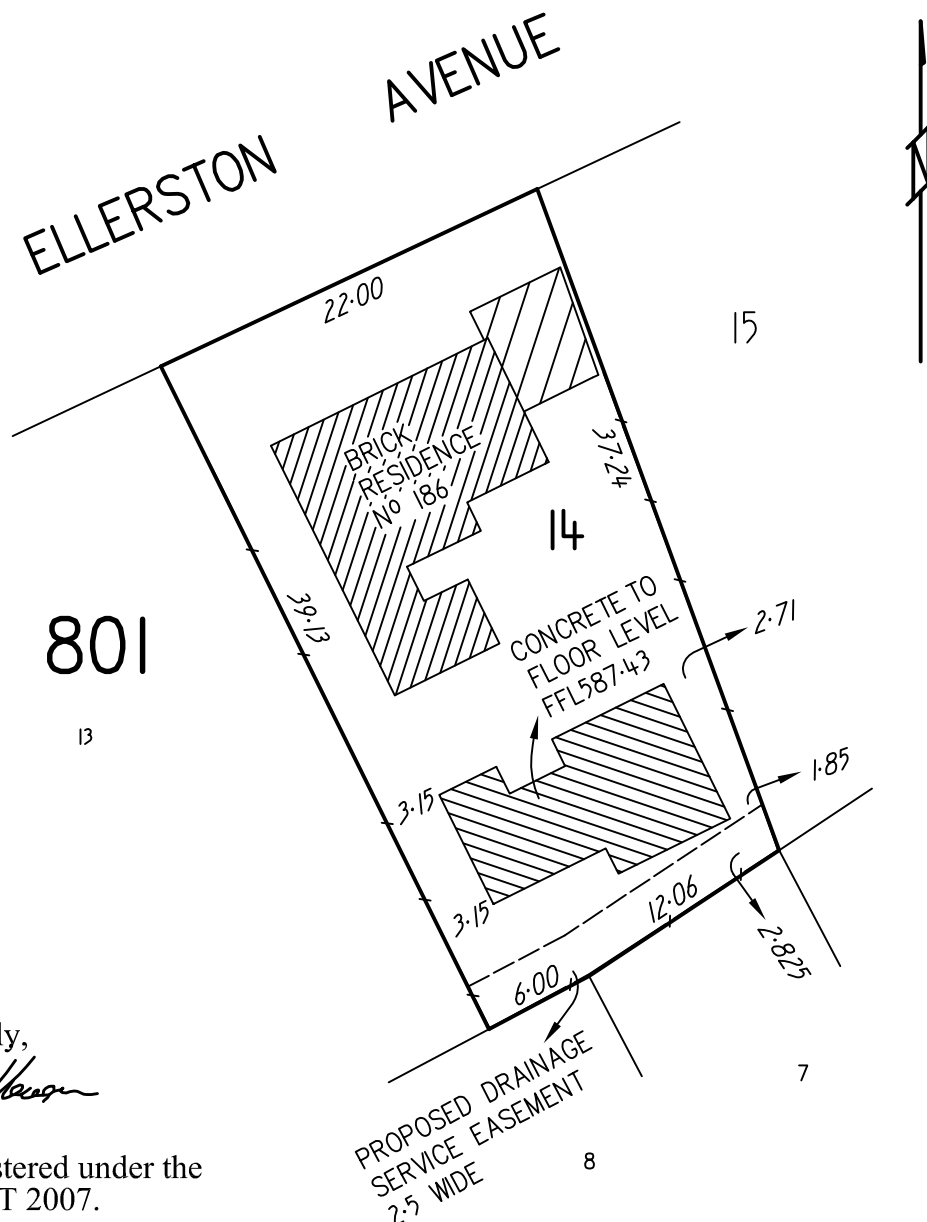 ELLERSTON AVENUE
22·00
15
BRICK
RESIDENCE
Nº 186
37·24
14
39·13
801
13
CONCRETE TO
FLOOR LEVEL
FFL587·43
2·71
1·85
3·15
3·15
12·06
2·825
6·00
PROPOSED DRAINAGE
SERVICE EASEMENT
2·5 WIDE
7
8
ly,
stered under the
T 2007.
N